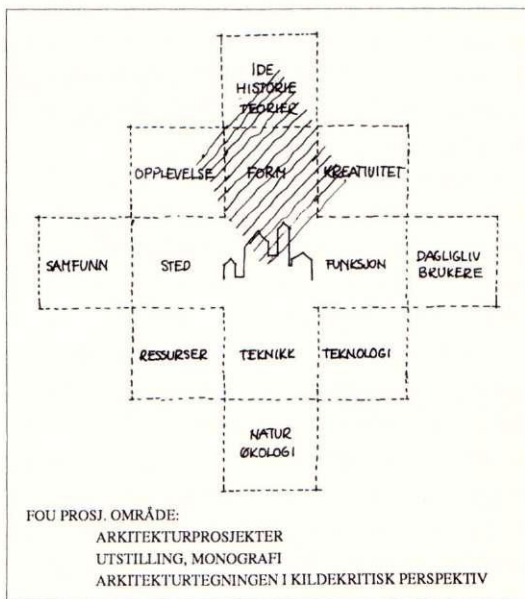 IDE
HISTORIE
TEORIER
OPPLEVELSE
FORM
KREATIVITET
SAMFUNN
STED
FUNKSJON
DAGLIGLIV
BRUKERE
RESSURSER
TEKNIKK
TEKNOLOGI
NATUR
ØKOLOGI
FOU PROSJ. OMRÅDE:
ARKITEKTURPROSJEKTER
UTSTILLING, MONOGRAFI
ARKITEKTURTEGNINGEN I KILDEKRITISK PERSPEKTIV